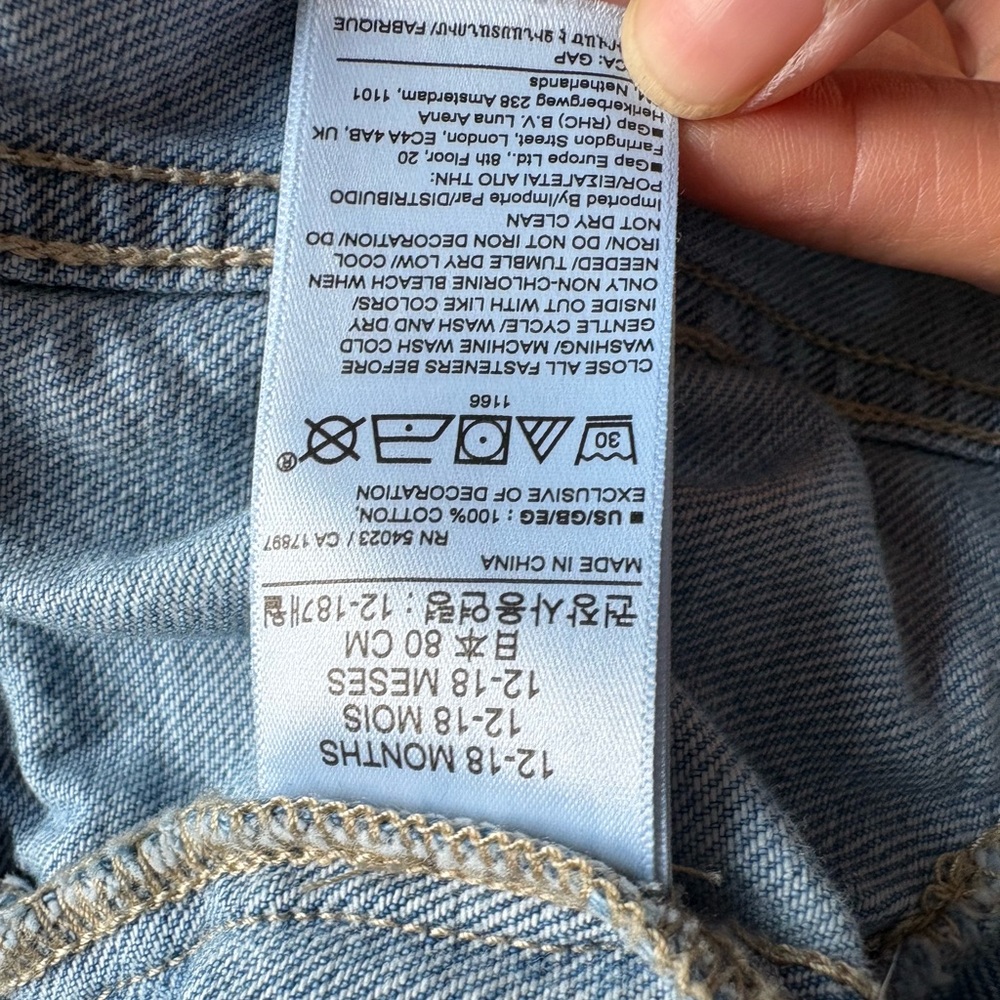 12-18 MONTHS
12-18 MOIS
12-18 MESES
日本 80 CM
권장사용연령 : 12-18개월
MADE IN CHINA
RN 54023 / CA 17897
■ US/GB/EG : 100% COTTON,
EXCLUSIVE OF DECORATION
30
®
1166
CLOSE ALL FASTENERS BEFORE
WASHING/ MACHINE WASH COLD
GENTLE CYCLE/ WASH AND DRY
INSIDE OUT WITH LIKE COLORS/
ONLY NON-CHLORINE BLEACH WHEN
NEEDED/ TUMBLE DRY LOW/ COOL
IRON/ DO NOT IRON DECORATION/ DO
NOT DRY CLEAN
Imported By/Importe Par/DISTRIBUIDO
POR/ΕΙΣΑΓΕΤΑΙ ΑΠΟ ΤΗΝ:
■Gap Europe Ltd., 8th Floor, 20
Farringdon Street, London, EC4A 4AB, UK
■Gap (RHC) B.V. Luna ArenA
Herikerbergweg 238 Amsterdam, 1101
Netherlands
CA: GAP
FABRIQUE